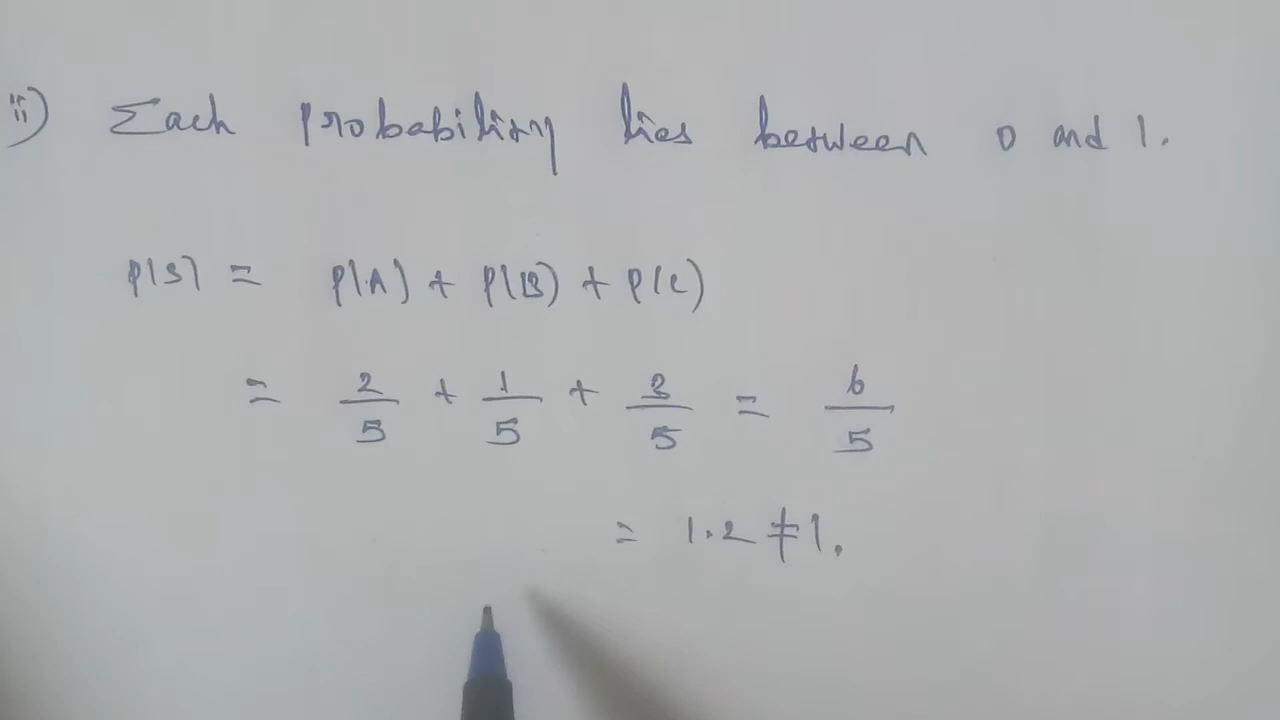 ii) Each probability lies between 0 and 1.
P(S) = P(A) + P(B) + P(C)
= 2/5 + 1/5 + 3/5 = 6/5
= 1.2 ≠ 1.